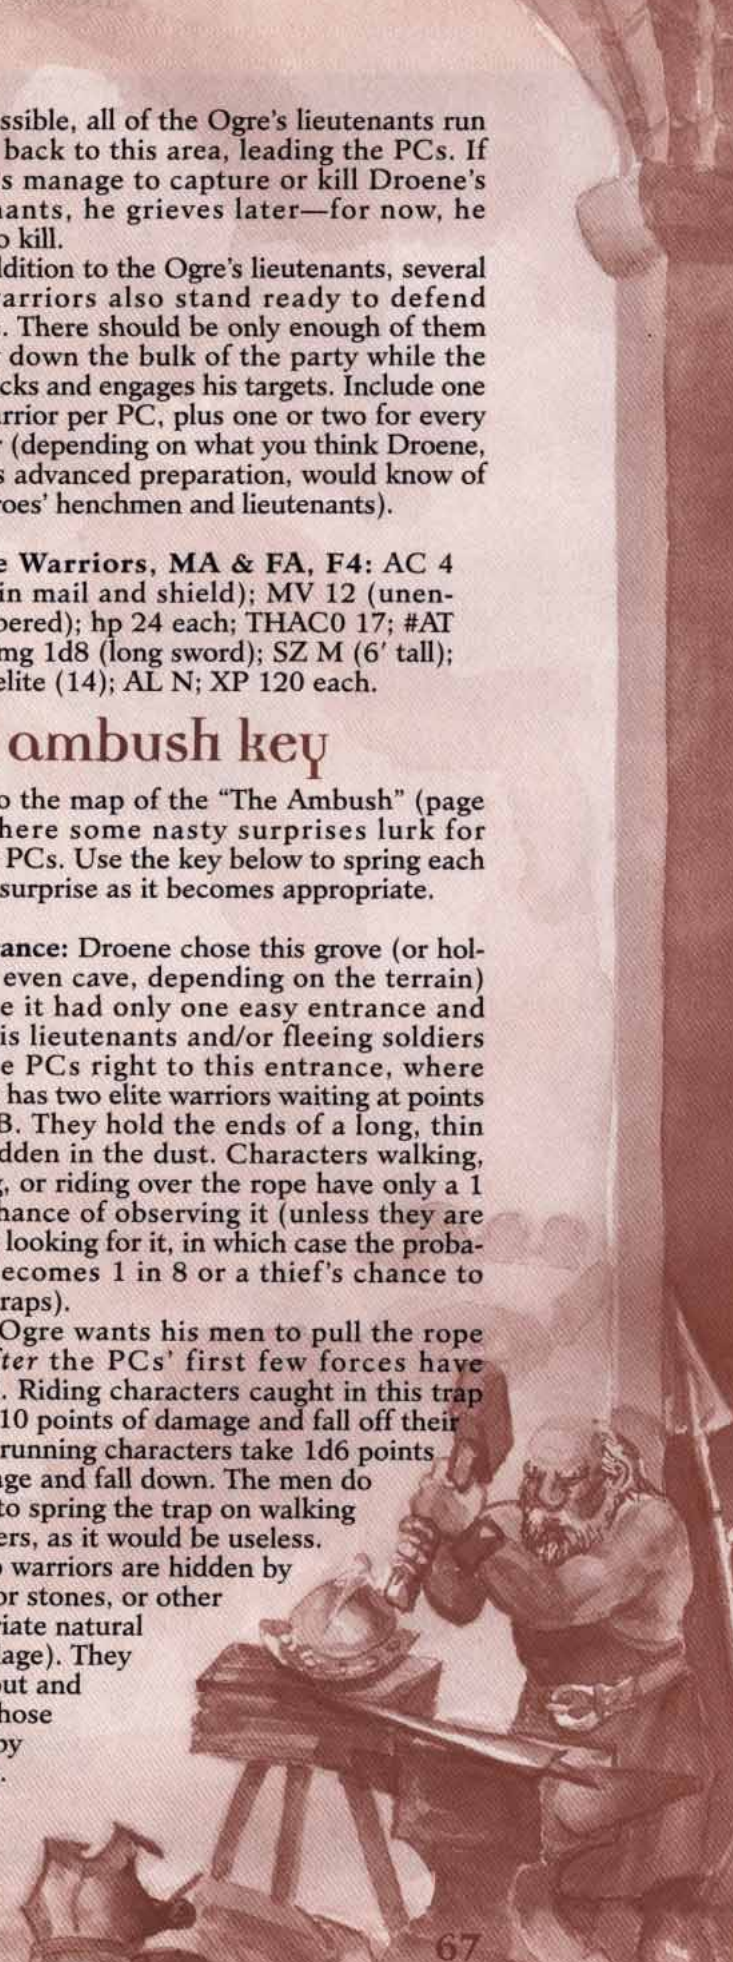 ssible, all of the Ogre's lieutenants run
back to this area, leading the PCs. If
s manage to capture or kill Droene's
nants, he grieves later—for now, he
o kill.
ddition to the Ogre's lieutenants, several
arriors also stand ready to defend
. There should be only enough of them
down the bulk of the party while the
cks and engages his targets. Include one
rrior per PC, plus one or two for every
(depending on what you think Droene,
s advanced preparation, would know of
roes' henchmen and lieutenants).
e Warriors, MA & FA, F4: AC 4
in mail and shield); MV 12 (unen-
bered); hp 24 each; THAC0 17; #AT
mg 1d8 (long sword); SZ M (6' tall);
elite (14); AL N; XP 120 each.
ambush key
o the map of the “The Ambush” (page
here some nasty surprises lurk for
PCs. Use the key below to spring each
surprise as it becomes appropriate.
ance: Droene chose this grove (or hol-
even cave, depending on the terrain)
e it had only one easy entrance and
is lieutenants and/or fleeing soldiers
e PCs right to this entrance, where
has two elite warriors waiting at points
B. They hold the ends of a long, thin
dden in the dust. Characters walking,
g, or riding over the rope have only a 1
hance of observing it (unless they are
looking for it, in which case the proba-
ecomes 1 in 8 or a thief's chance to
raps).
Ogre wants his men to pull the rope
fter the PCs' first few forces have
. Riding characters caught in this trap
10 points of damage and fall off their
running characters take 1d6 points
age and fall down. The men do
to spring the trap on walking
ers, as it would be useless.
o warriors are hidden by
or stones, or other
riate natural
age). They
out and
hose
by
.
67